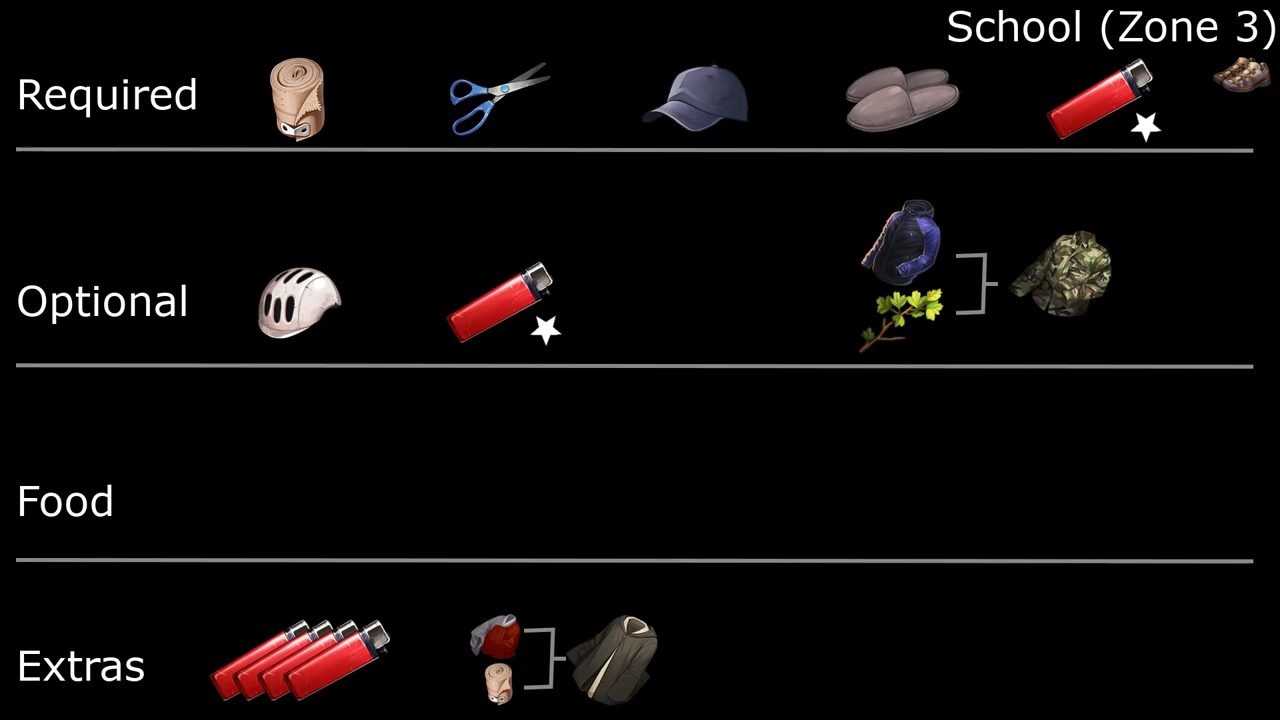 School (Zone 3)
Required
Optional
Food
Extras